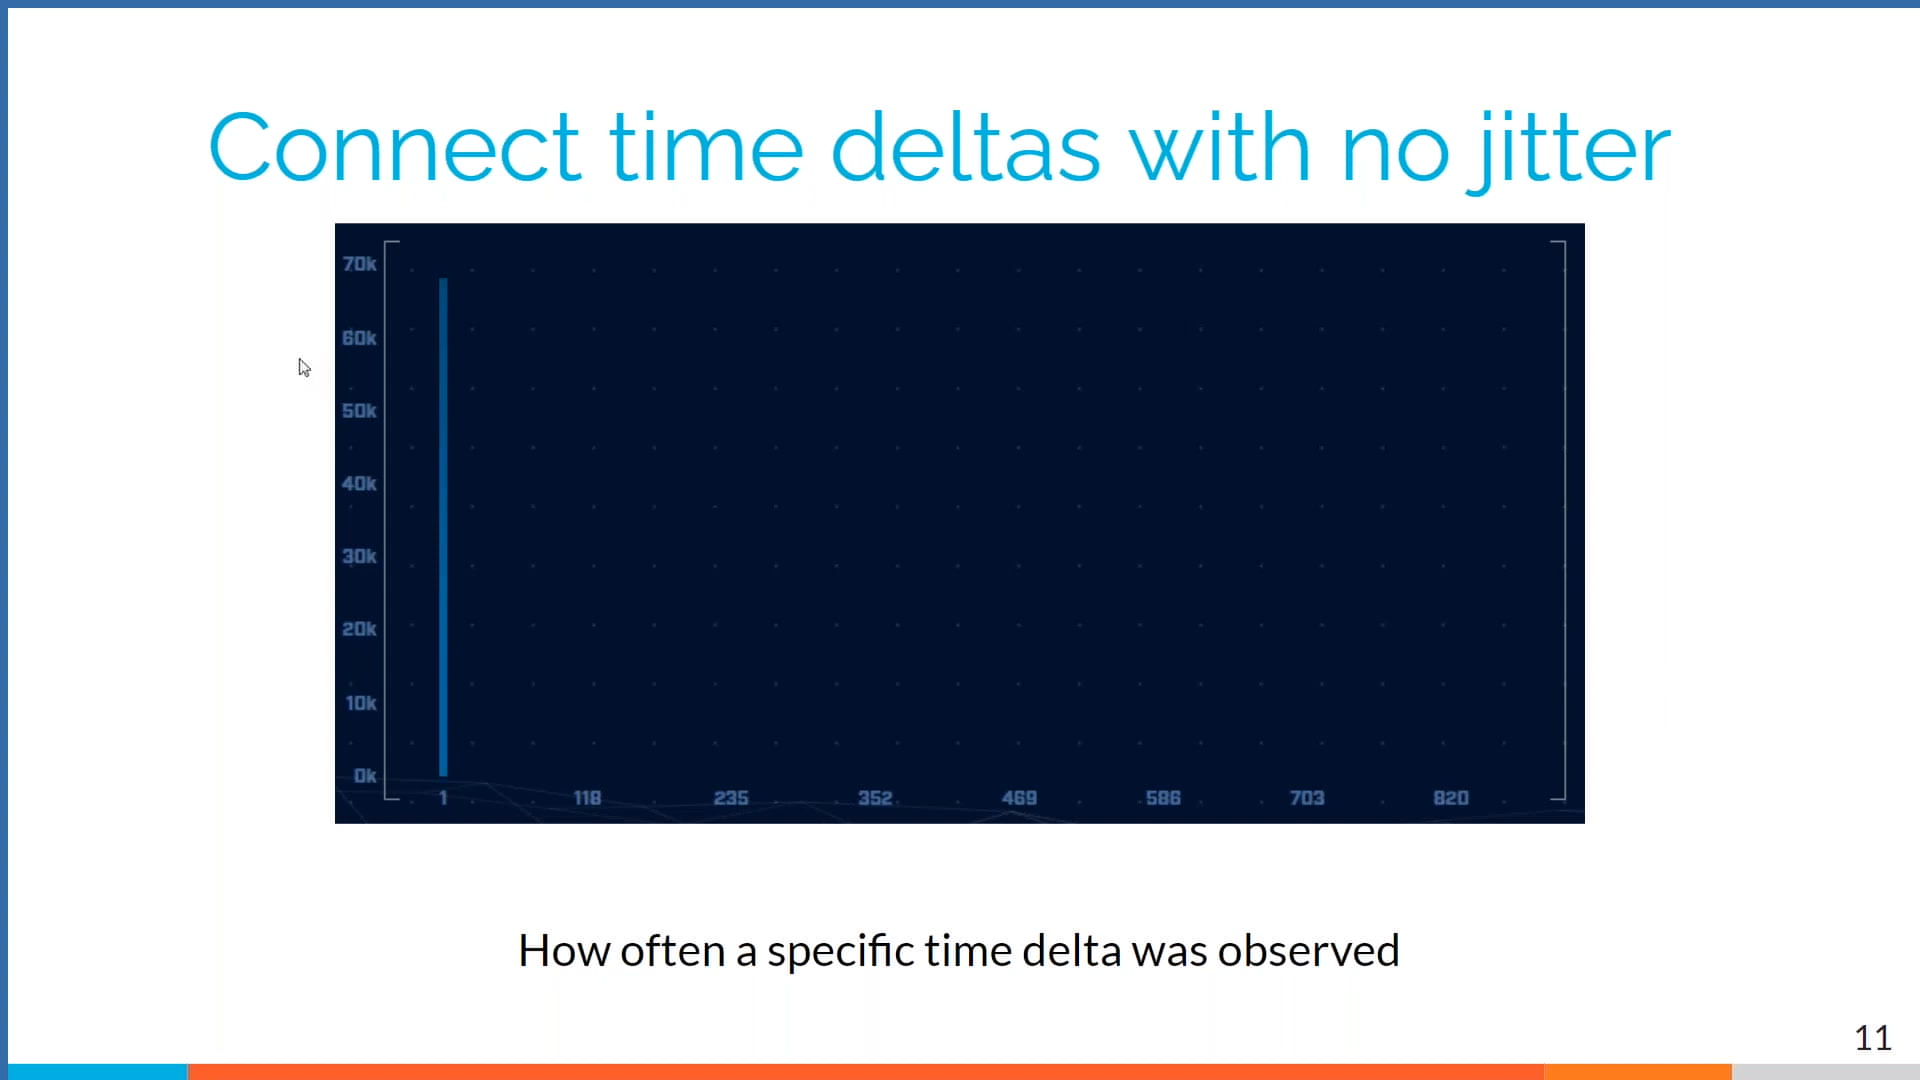 Connect time deltas with no jitter
70k
60k
50k
40k
30k
20k
10k
0k
1 118 235 352 469 586 703 820
How often a specific time delta was observed
11